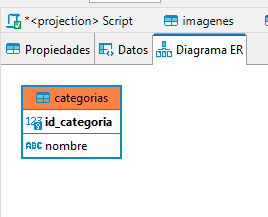 *<projection> Script imagenes
Propiedades Datos Diagrama ER
categorias
123 id_categoria
ABC nombre